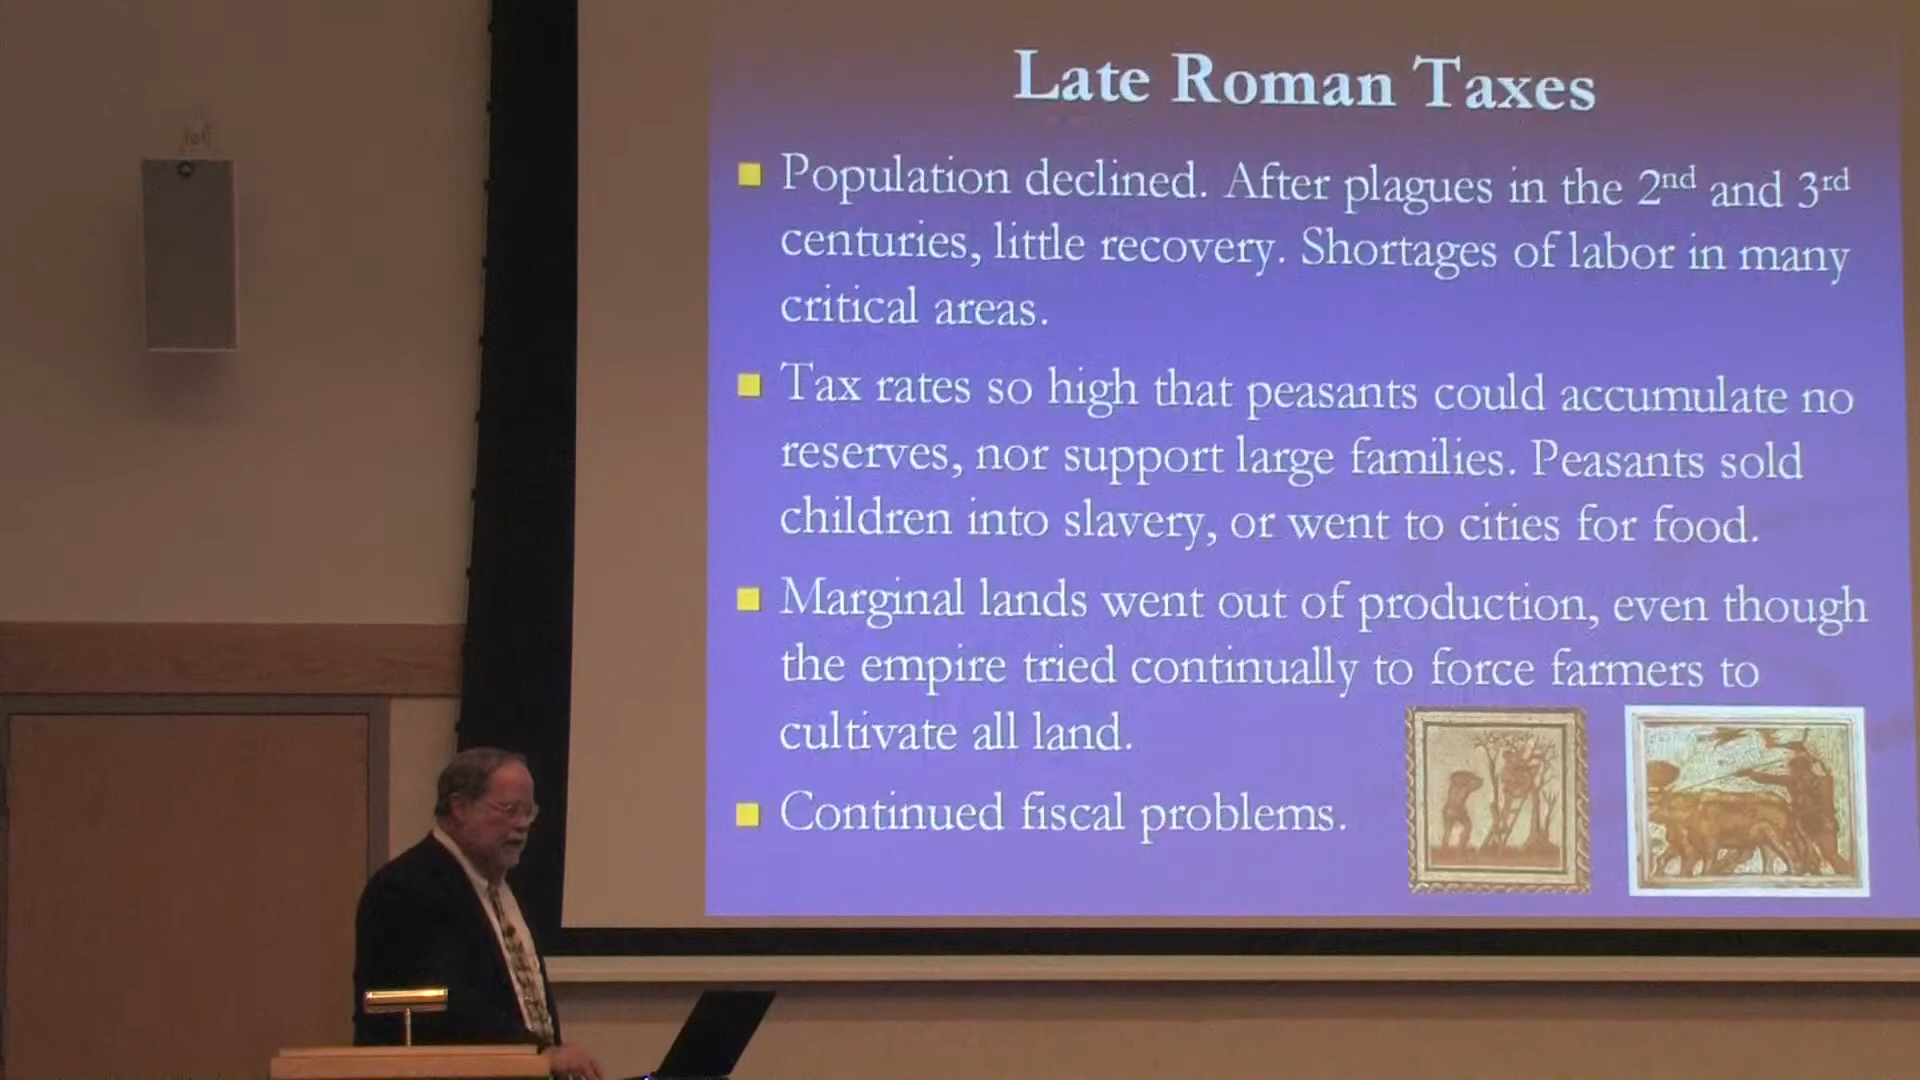 Late Roman Taxes
Population declined. After plagues in the 2nd and 3rd
centuries, little recovery. Shortages of labor in many
critical areas.
Tax rates so high that peasants could accumulate no
reserves, nor support large families. Peasants sold
children into slavery, or went to cities for food.
Marginal lands went out of production, even though
the empire tried continually to force farmers to
cultivate all land.
Continued fiscal problems.